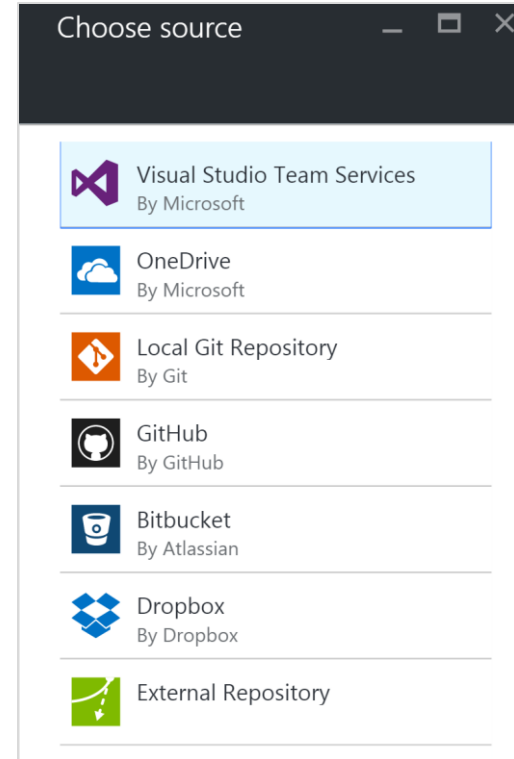 Choose source
Visual Studio Team Services
By Microsoft
OneDrive
By Microsoft
Local Git Repository
By Git
GitHub
By GitHub
Bitbucket
By Atlassian
Dropbox
By Dropbox
External Repository